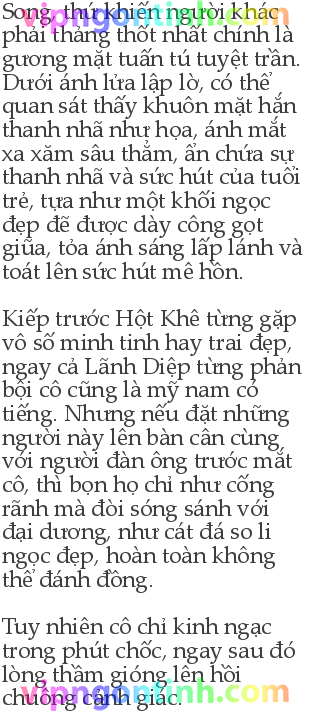 Song, thứ khiến người khác
phải thảng thốt nhất chính là
gương mặt tuấn tú tuyệt trần.
Dưới ánh lửa lập lờ, có thể
quan sát thấy khuôn mặt hắn
thanh nhã như họa, ánh mắt
xa xăm sâu thẳm, ẩn chứa sự
thanh nhã và sức hút của tuổi
trẻ, tựa như một khối ngọc
đẹp đẽ được dày công gọt
giũa, tỏa ánh sáng lấp lánh và
toát lên sức hút mê hồn.
Kiếp trước Hột Khê từng gặp
vô số minh tinh hay trai đẹp,
ngay cả Lãnh Diệp từng phản
bội cô cũng là mỹ nam có
tiếng. Nhưng nếu đặt những
người này lên bàn cân cùng
với người đàn ông trước mắt
cô, thì bọn họ chỉ như cống
rãnh mà đòi sóng sánh với
đại dương, như cát đá so li
ngọc đẹp, hoàn toàn không
thể đánh đồng.
Tuy nhiên cô chỉ kinh ngạc
trong phút chốc, ngay sau đó
lòng thầm gióng lên hồi
chuông cảnh giác.
vipngontinh.com
vipngontinh.com